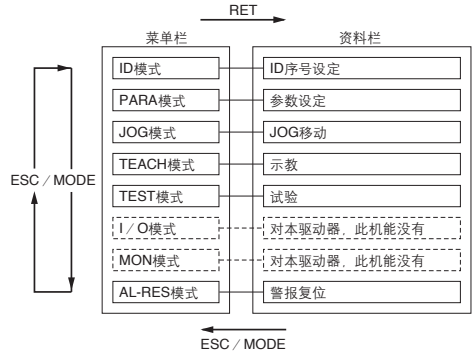 RET
菜单栏 资料栏
ID模式 ID序号设定
PARA模式 参数设定
JOG模式 JOG移动
TEACH模式 示教
ESC／MODE
TEST模式 试验
I／O模式 对本驱动器，此机能没有
MON模式 对本驱动器，此机能没有
AL-RES模式 警报复位
ESC／MODE